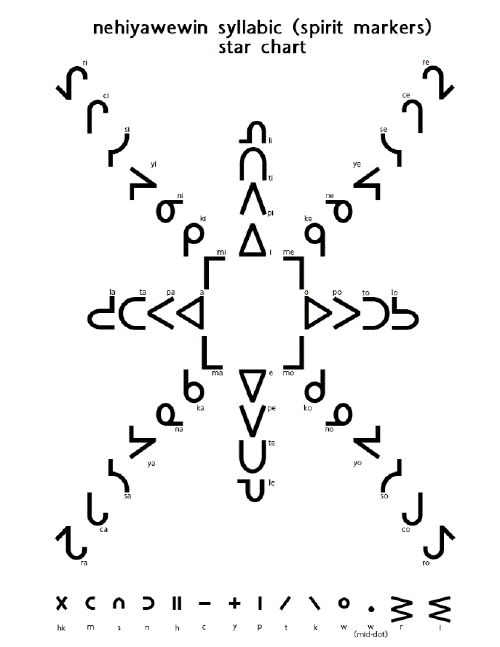 nehiyawewin syllabic (spirit markers)
star chart
ri re
ᒋ ci ᒉ ce
ᓯ si ᓭ se
ᓕ li
ᔨ yi ᑎ ti ᔦ ye
ᓂ ni ᐱ pi ᓀ ne
ᑭ ki ᐃ i ᑫ ke
ᒥ mi ᒣ me
la ta pa a o po to lo
ᓚ ᑕ ᐸ ᐊ ᐅ ᐳ ᑐ ᓗ
ᒪ ma ᐁ e ᒧ mo
ᑲ ka ᐯ pe ᑯ ko
ᓇ na ᑌ te ᓄ no
ᔭ ya ᓓ le ᔪ yo
ᓴ sa ᓱ so
ᒐ ca ᒍ co
ra ro
ᕽ ᒼ ᐢ ᐣ ᐦ ᐨ ᐩ ᑊ ᐟ ᐠ ᐤ ᐧ ᕒ ᓬ
hk m s n h c y p t k w w r l
(mid-dot)